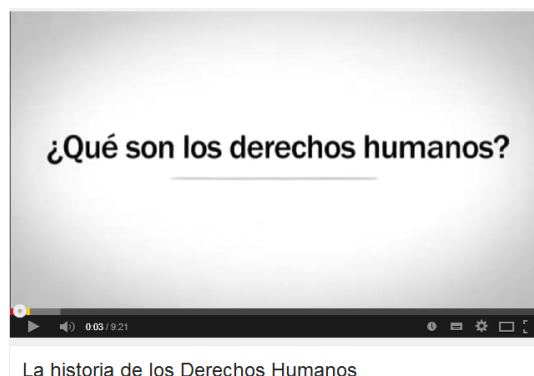 ¿Qué son los derechos humanos?
0:03 / 9:21
La historia de los Derechos Humanos